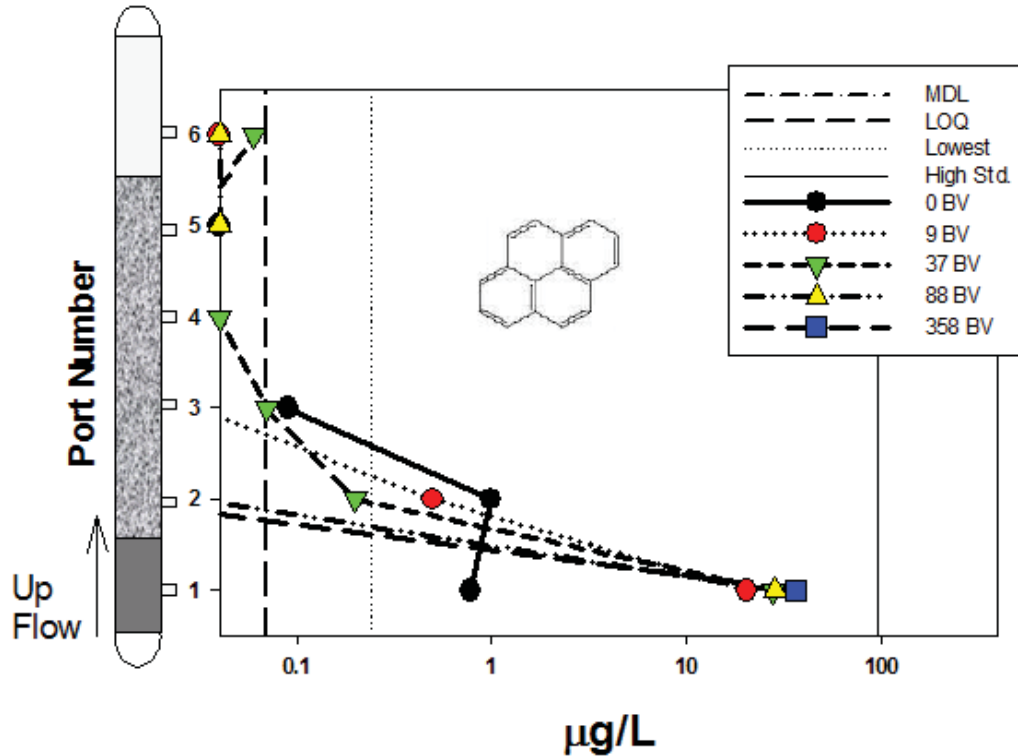 MDL
LOQ
Lowest
High Std.
0 BV
9 BV
37 BV
88 BV
358 BV
Port Number
6
5
4
3
2
1
Up
Flow
0.1
1
10
100
μg/L